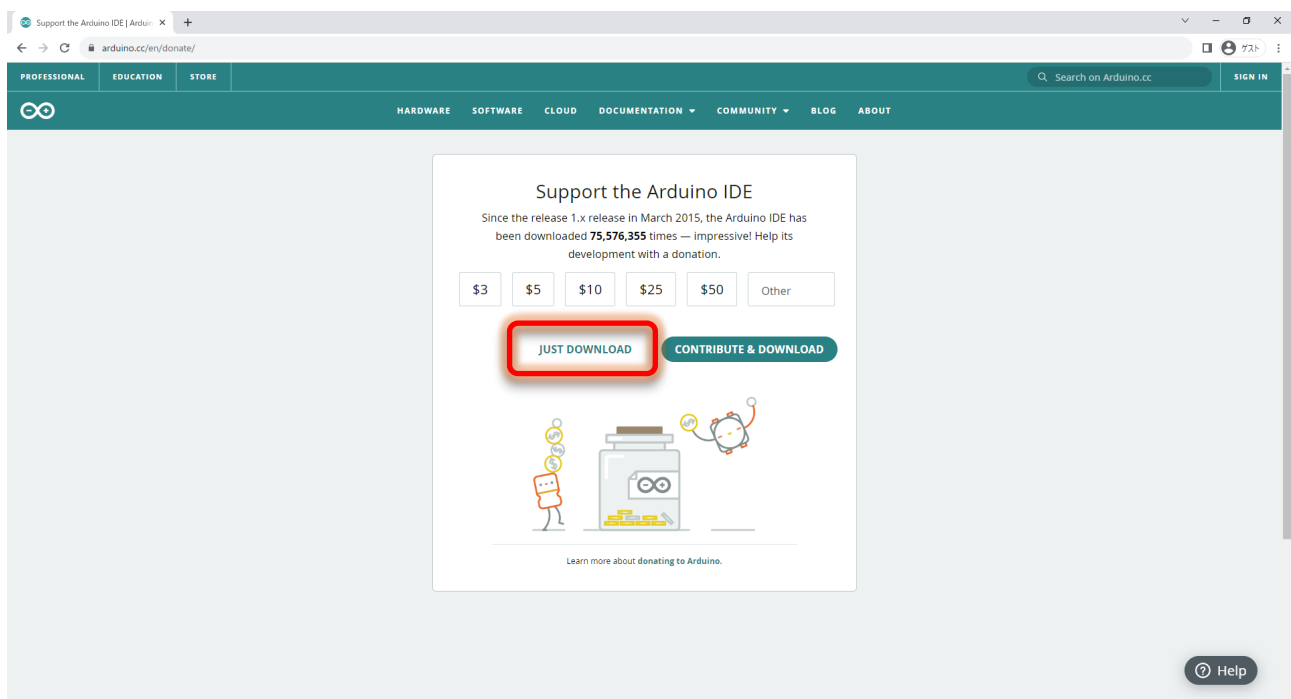 Support the Arduino IDE | Arduin
arduino.cc/en/donate/
ゲスト
PROFESSIONAL EDUCATION STORE
Search on Arduino.cc
SIGN IN
HARDWARE SOFTWARE CLOUD DOCUMENTATION COMMUNITY BLOG ABOUT
Support the Arduino IDE
Since the release 1.x release in March 2015, the Arduino IDE has
been downloaded 75,576,355 times — impressive! Help its
development with a donation.
$3 $5 $10 $25 $50 Other
JUST DOWNLOAD CONTRIBUTE & DOWNLOAD
Learn more about donating to Arduino.
Help